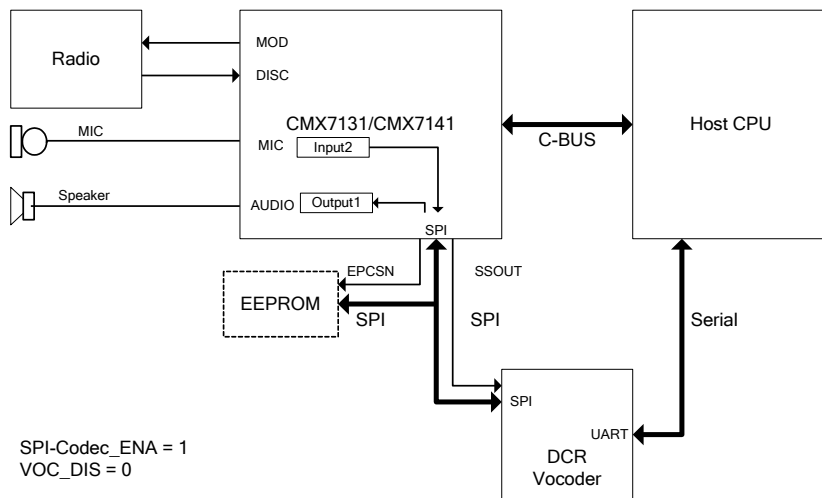 Radio
MOD
DISC
MIC
CMX7131/CMX7141
MIC
Input2
Speaker
AUDIO
Output1
SPI
C-BUS
Host CPU
EPCSN
SSOUT
EEPROM
SPI
SPI
Serial
SPI
UART
DCR
Vocoder
SPI-Codec_ENA = 1
VOC_DIS = 0